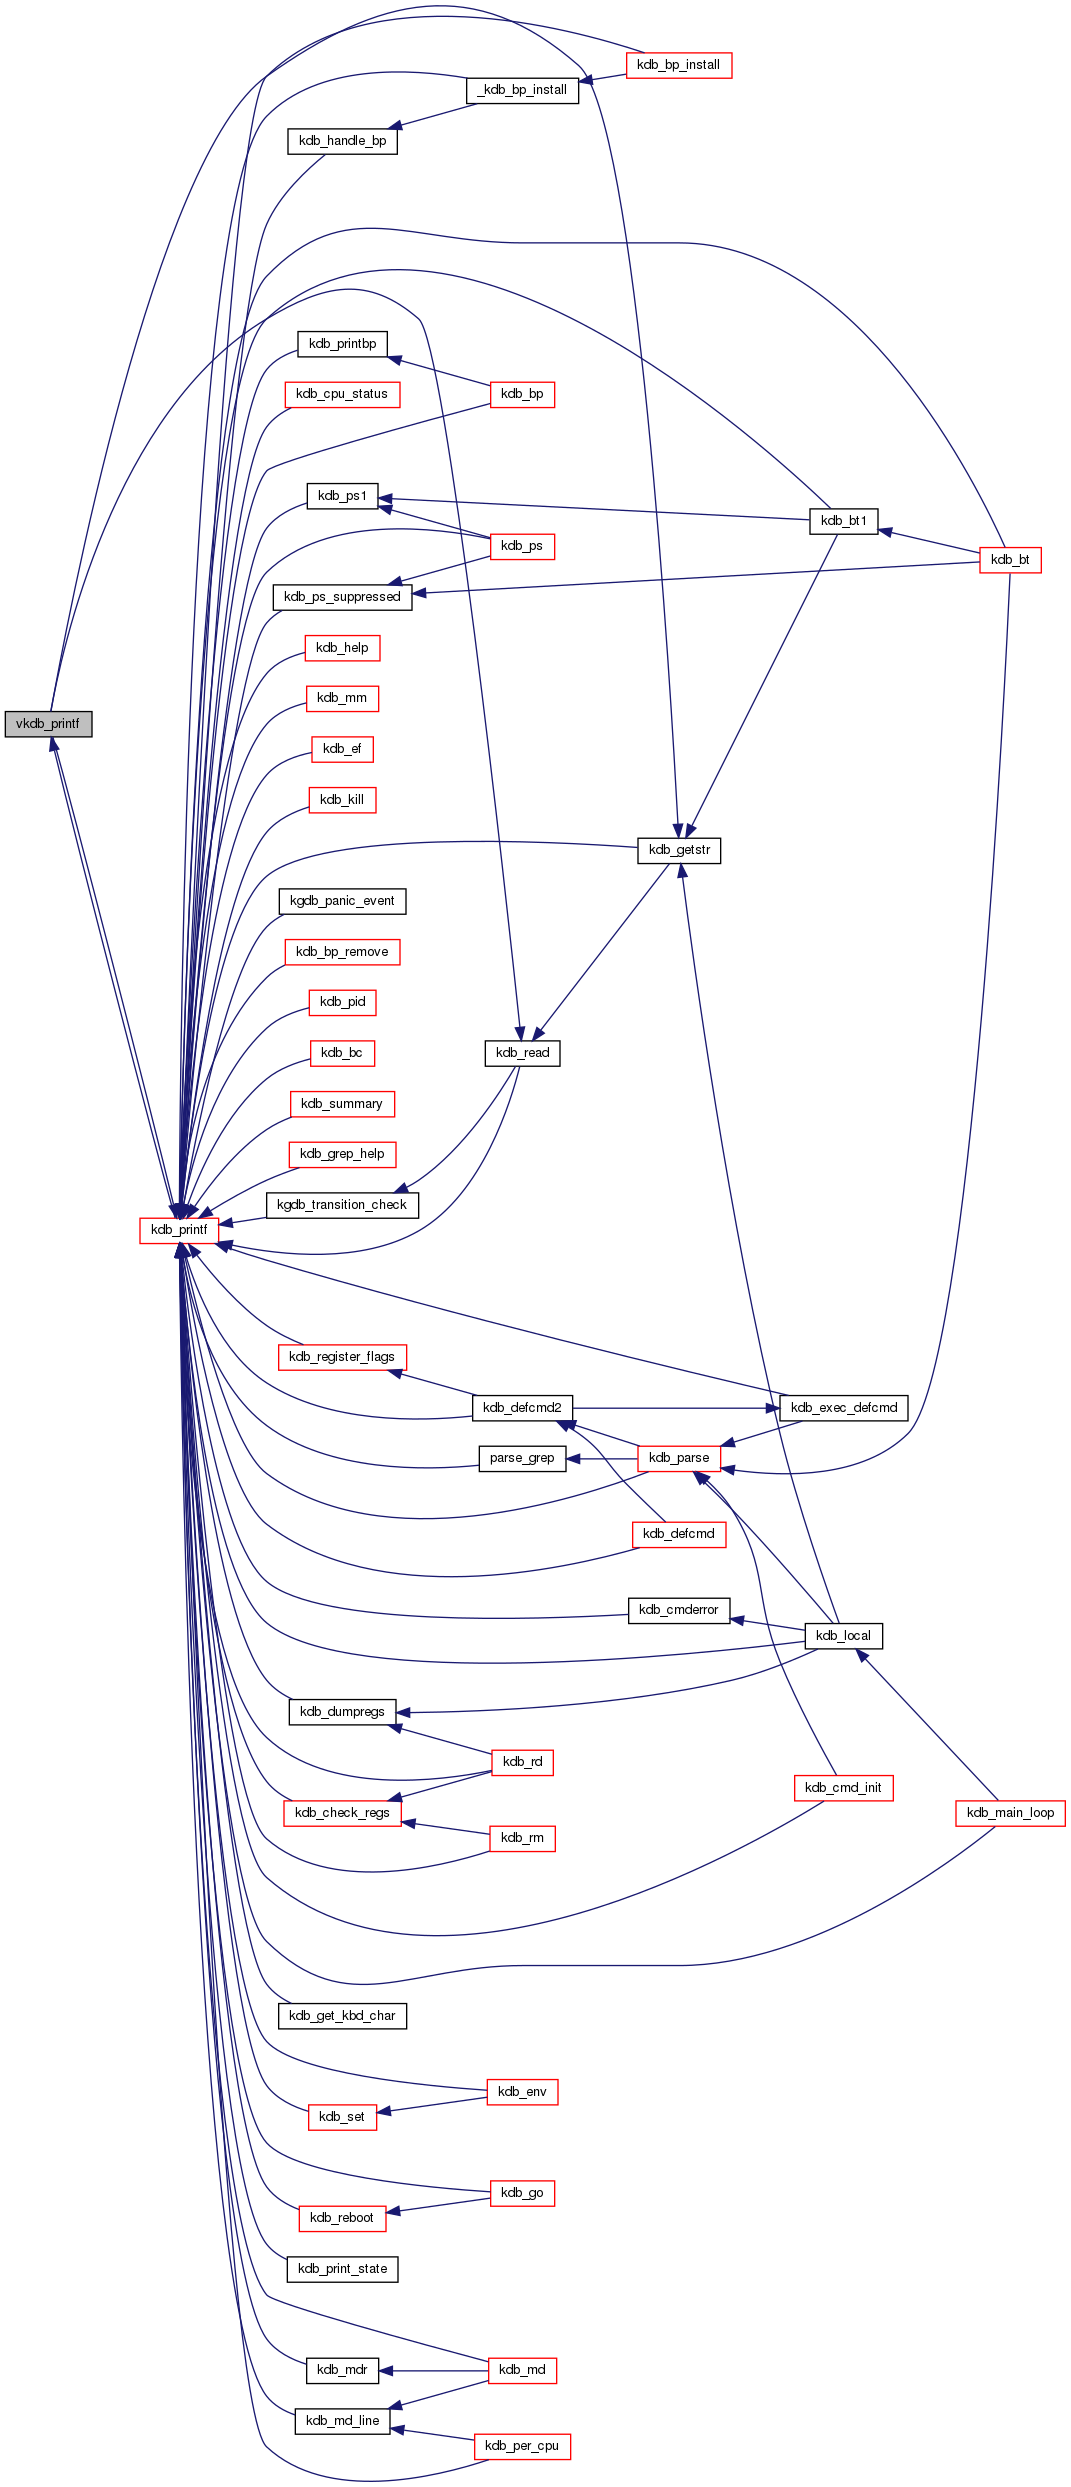 kdb_bp_install
_kdb_bp_install
kdb_handle_bp
kdb_printbp
kdb_cpu_status
kdb_bp
kdb_ps1
kdb_bt1
kdb_ps
kdb_bt
kdb_ps_suppressed
kdb_help
kdb_mm
vkdb_printf
kdb_ef
kdb_kill
kdb_getstr
kgdb_panic_event
kdb_bp_remove
kdb_pid
kdb_bc
kdb_read
kdb_summary
kdb_grep_help
kgdb_transition_check
kdb_printf
kdb_register_flags
kdb_defcmd2
kdb_exec_defcmd
parse_grep
kdb_parse
kdb_defcmd
kdb_cmderror
kdb_local
kdb_dumpregs
kdb_rd
kdb_cmd_init
kdb_check_regs
kdb_main_loop
kdb_rm
kdb_get_kbd_char
kdb_env
kdb_set
kdb_go
kdb_reboot
kdb_print_state
kdb_mdr
kdb_md
kdb_md_line
kdb_per_cpu